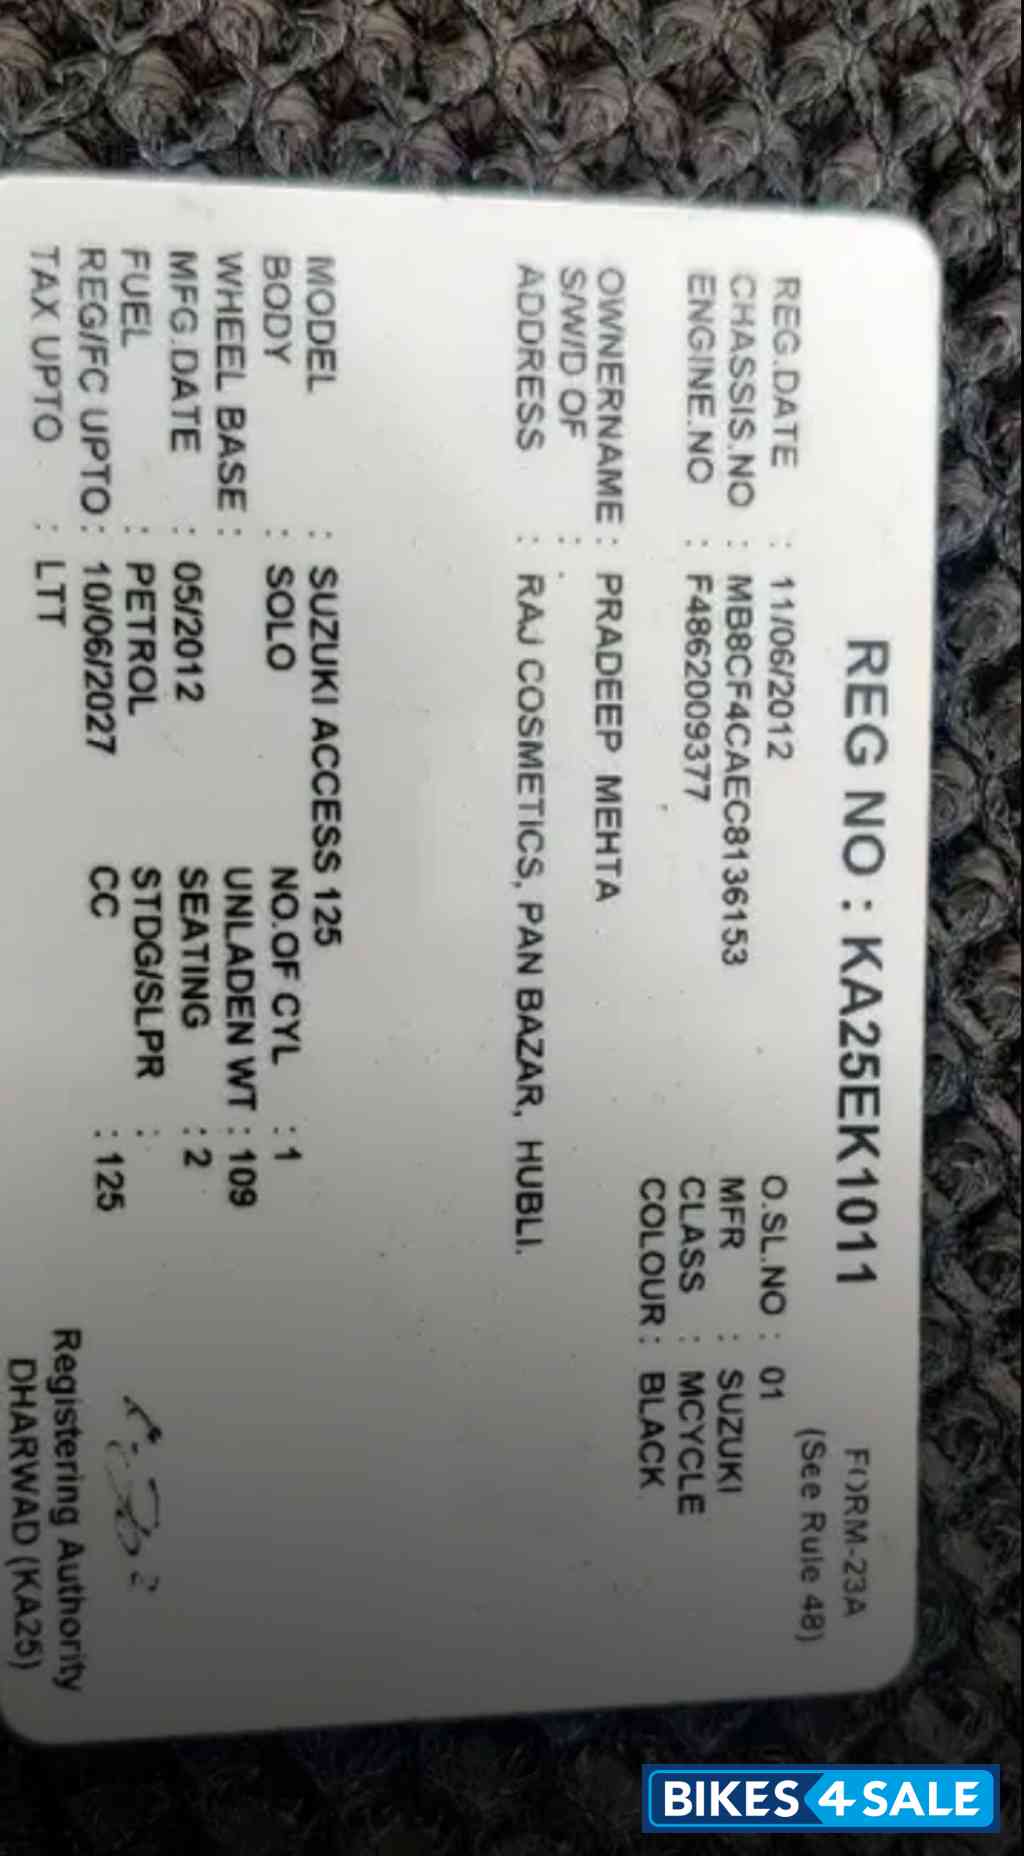 REG NO : KA25EK1011
FORM-23A
(See Rule 48)
REG.DATE : 11/06/2012 O.SL.NO : 01
CHASSIS.NO : MB8CF4CAEC8136153 MFR : SUZUKI
ENGINE.NO : F4862009377 CLASS : MCYCLE
COLOUR : BLACK
OWNERNAME : PRADEEP MEHTA
S/W/D OF : .
ADDRESS : RAJ COSMETICS, PAN BAZAR, HUBLI.
MODEL : SUZUKI ACCESS 125
BODY : SOLO NO.OF CYL : 1
WHEEL BASE : UNLADEN WT : 109
MFG.DATE : 05/2012 SEATING : 2
FUEL : PETROL STDG/SLPR :
REG/FC UPTO : 10/06/2027 CC : 125
TAX UPTO : LTT
Registering Authority
DHARWAD (KA25)
BIKES4SALE